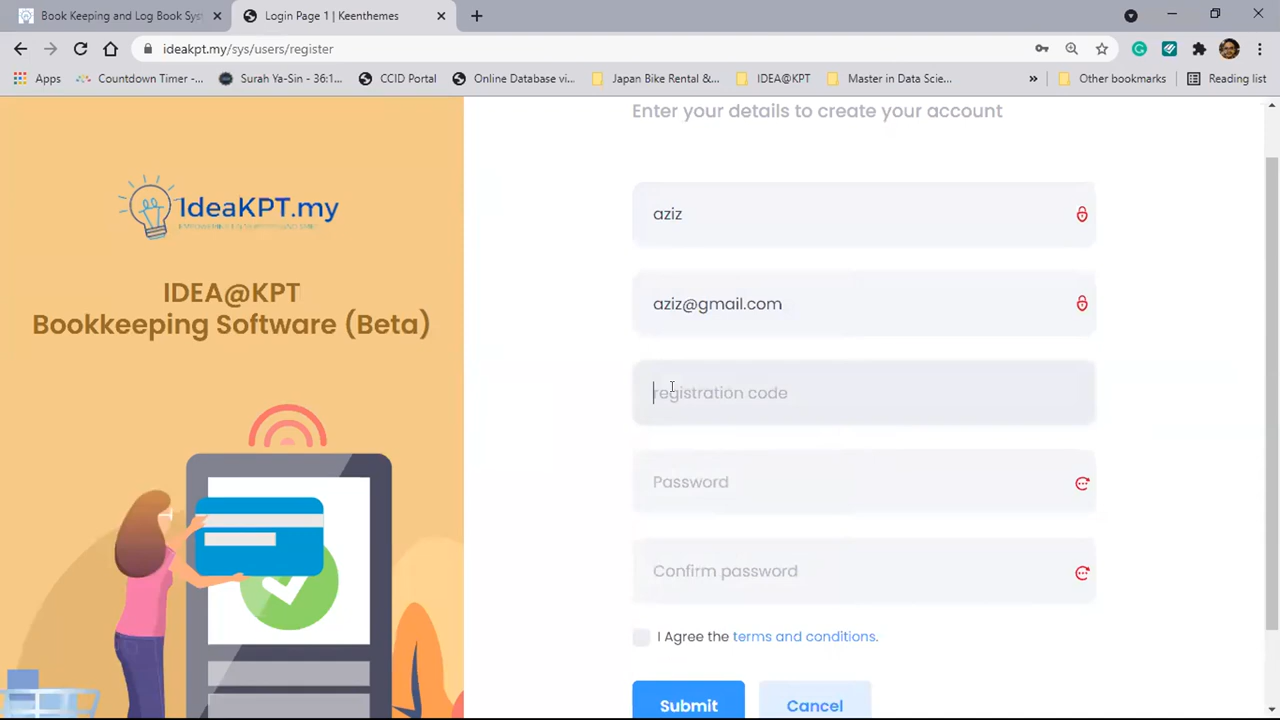 Book Keeping and Log Book Syst
Login Page 1 | Keenthemes
ideakpt.my/sys/users/register
Apps
Countdown Timer -...
Surah Ya-Sin - 36:1...
CCID Portal
Online Database vi...
Japan Bike Rental &...
IDEA@KPT
Master in Data Scie...
»
Other bookmarks
Reading list
IdeaKPT.my
IDEA@KPT
Bookkeeping Software (Beta)
Enter your details to create your account
aziz
aziz@gmail.com
registration code
Password
Confirm password
I Agree the terms and conditions.
Submit
Cancel